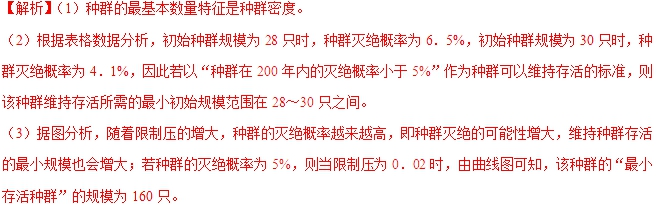 【解析】（1）种群的最基本数量特征是种群密度。
（2）根据表格数据分析，初始种群规模为 28 只时，种群灭绝概率为 6．5%，初始种群规模为 30 只时，种
群灭绝概率为 4．1%，因此若以“种群在 200 年内的灭绝概率小于 5%”作为种群可以维持存活的标准，则
该种群维持存活所需的最小初始规模范围在 28～30 只之间。
（3）据图分析，随着限制压的增大，种群的灭绝概率越来越高，即种群灭绝的可能性增大，维持种群存活
的最小规模也会增大；若种群的灭绝概率为 5%，则当限制压为 0．02 时，由曲线图可知，该种群的“最小
存活种群”的规模为 160 只。